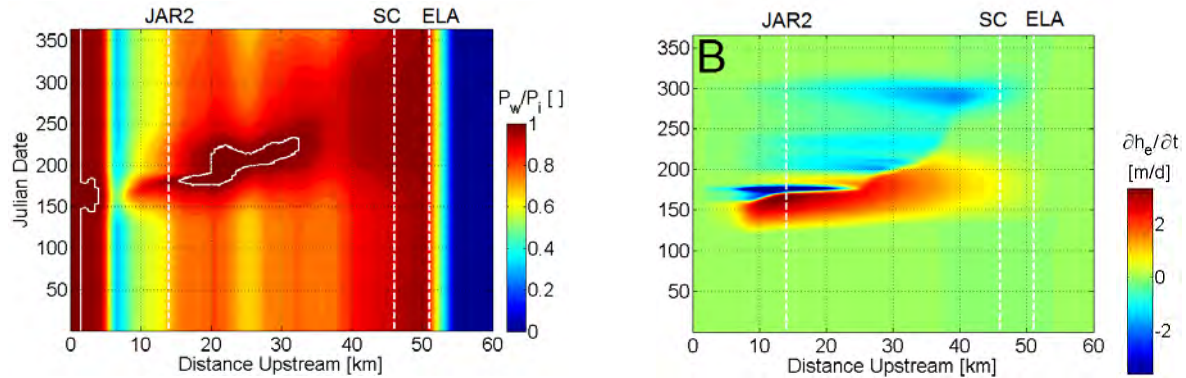 JAR2 SC ELA
350
300
250
200
150
100
50
Julian Date
0 10 20 30 40 50 60
Distance Upstream [km]
P_w/P_i [ ]
1
0.8
0.6
0.4
0.2
0
B
JAR2 SC ELA
350
300
250
200
150
100
50
0 10 20 30 40 50 60
Distance Upstream [km]
∂h_e/∂t
[m/d]
2
0
-2